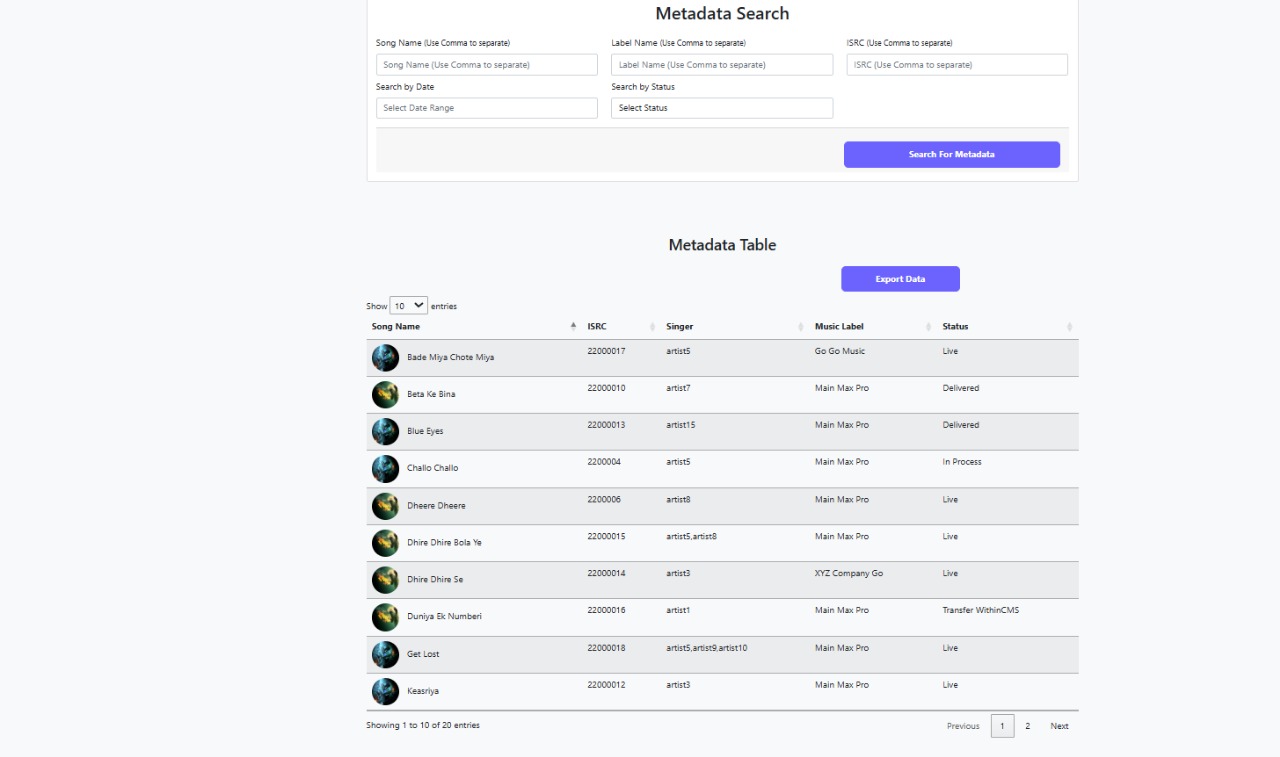 Metadata Search
Song Name (Use Comma to separate) Label Name (Use Comma to separate) ISRC (Use Comma to separate)
Song Name (Use Comma to separate) Label Name (Use Comma to separate) ISRC (Use Comma to separate)
Search by Date Search by Status
Select Date Range Select Status
Search For Metadata
Metadata Table
Export Data
Show 10 entries
Song Name ISRC Singer Music Label Status
Bade Miya Chote Miya 22000017 artist5 Go Go Music Live
Beta Ke Bina 22000010 artist7 Main Max Pro Delivered
Blue Eyes 22000013 artist15 Main Max Pro Delivered
Challo Challo 2200004 artist5 Main Max Pro In Process
Dheere Dheere 2200006 artist8 Main Max Pro Live
Dhire Dhire Bola Ye 22000015 artist5,artist8 Main Max Pro Live
Dhire Dhire Se 22000014 artist3 XYZ Company Go Live
Duniya Ek Numberi 22000016 artist1 Main Max Pro Transfer WithinCMS
Get Lost 22000018 artist5,artist9,artist10 Main Max Pro Live
Keasriya 22000012 artist3 Main Max Pro Live
Showing 1 to 10 of 20 entries Previous 1 2 Next